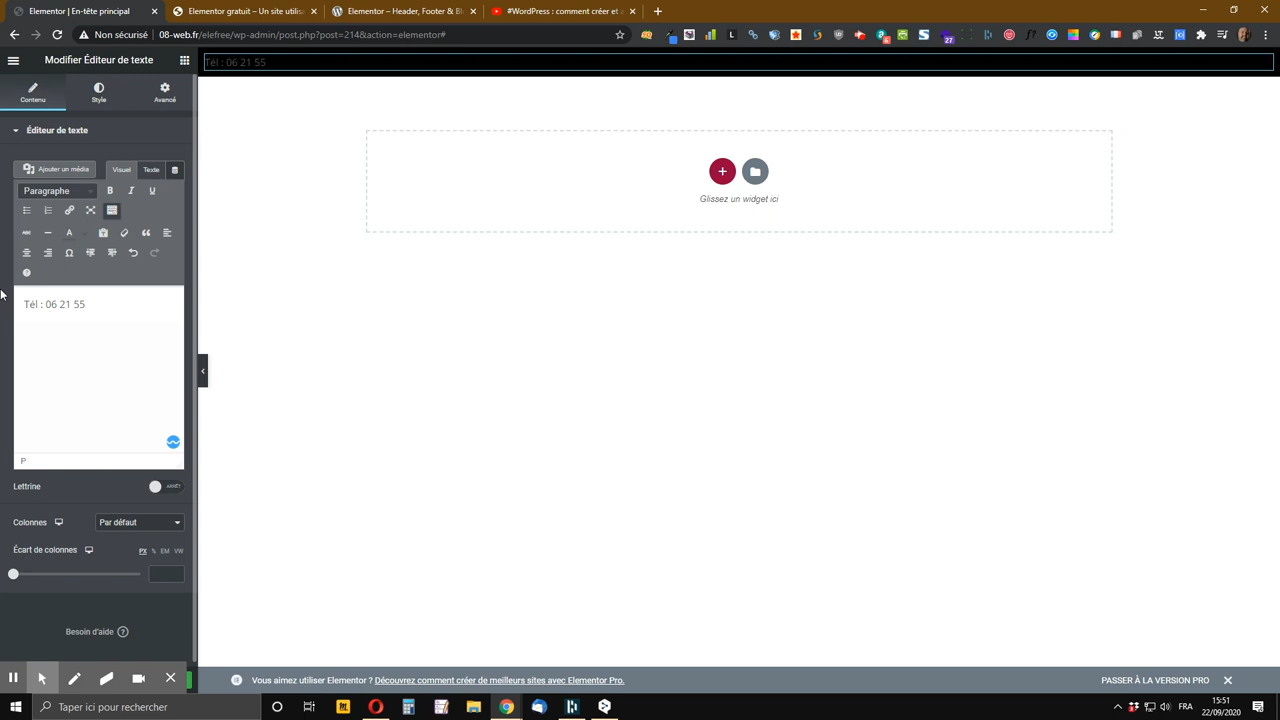 Elementor | En-tête principal
Elementor gratuit – Un site utilis
Elementor – Header, Footer & Bl
#WordPress : comment créer et
Non sécurisé | 08-web.fr/elefree/wp-admin/post.php?post=214&action=elementor#
6
27
Modifier Éditeur de texte
Tél : 06 21 55
Contenu
Style
Avancé
Éditeur de texte
Ajouter un média
Visuel
Texte
Paragraphe
B
I
U
Glissez un widget ici
Tél : 06 21 55
P
Lettrine
ARRÊT
Colonnes
Par défaut
Écart de colonnes
PX % EM VW
Besoin d'aide
Vous aimez utiliser Elementor ? Découvrez comment créer de meilleurs sites avec Elementor Pro.
PASSER À LA VERSION PRO
Taper ici pour rechercher
FRA
15:51
22/09/2020